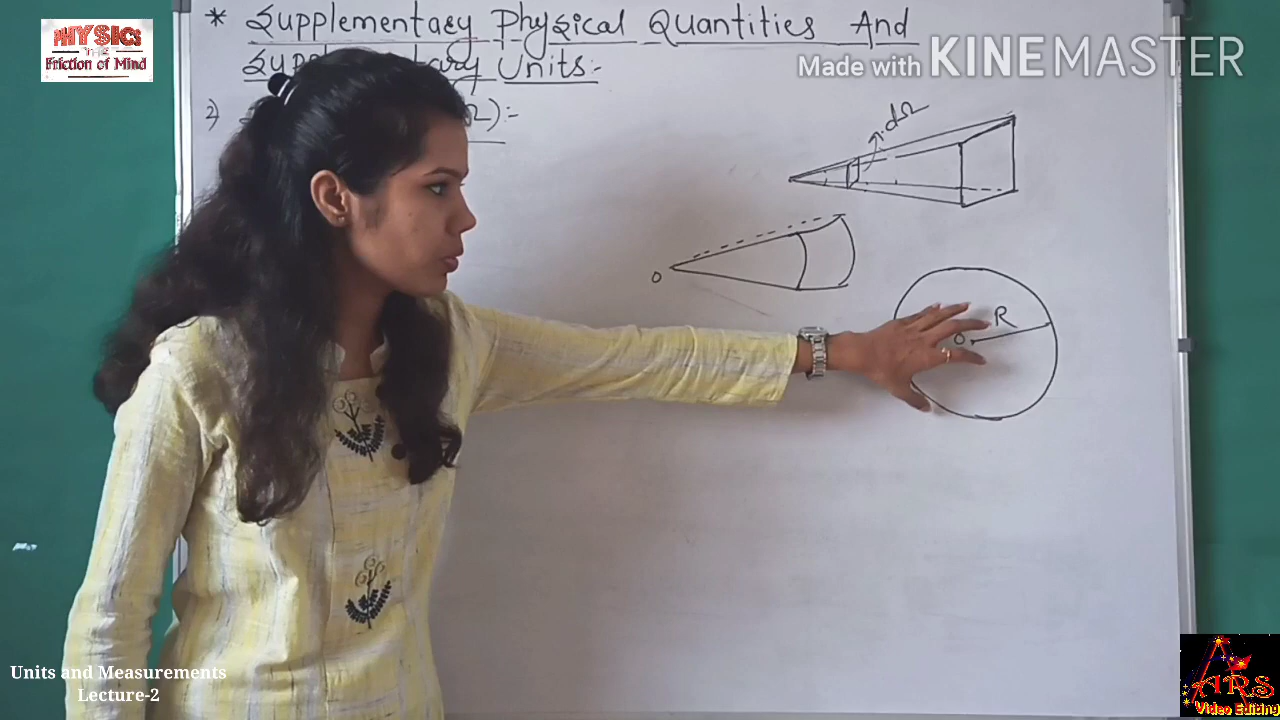 * Supplementary Physical Quantities And
Units:-
2)
Ω):-
dΩ
O
R
O
PHYSICS
THE
Friction of Mind
Made with KINEMASTER
Units and Measurements
Lecture-2
ARS
Video Editing